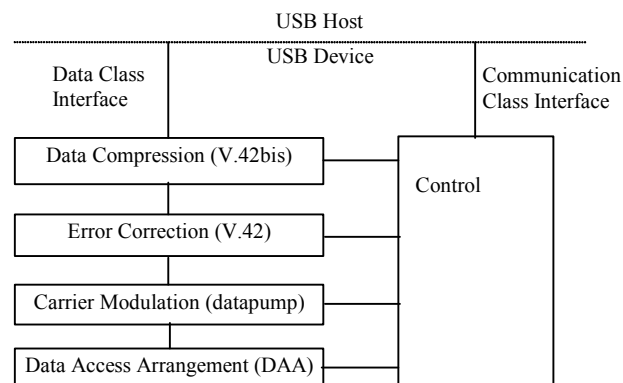 USB Host
USB Device
Data Class
Interface
Communication
Class Interface
Data Compression (V.42bis)
Control
Error Correction (V.42)
Carrier Modulation (datapump)
Data Access Arrangement (DAA)